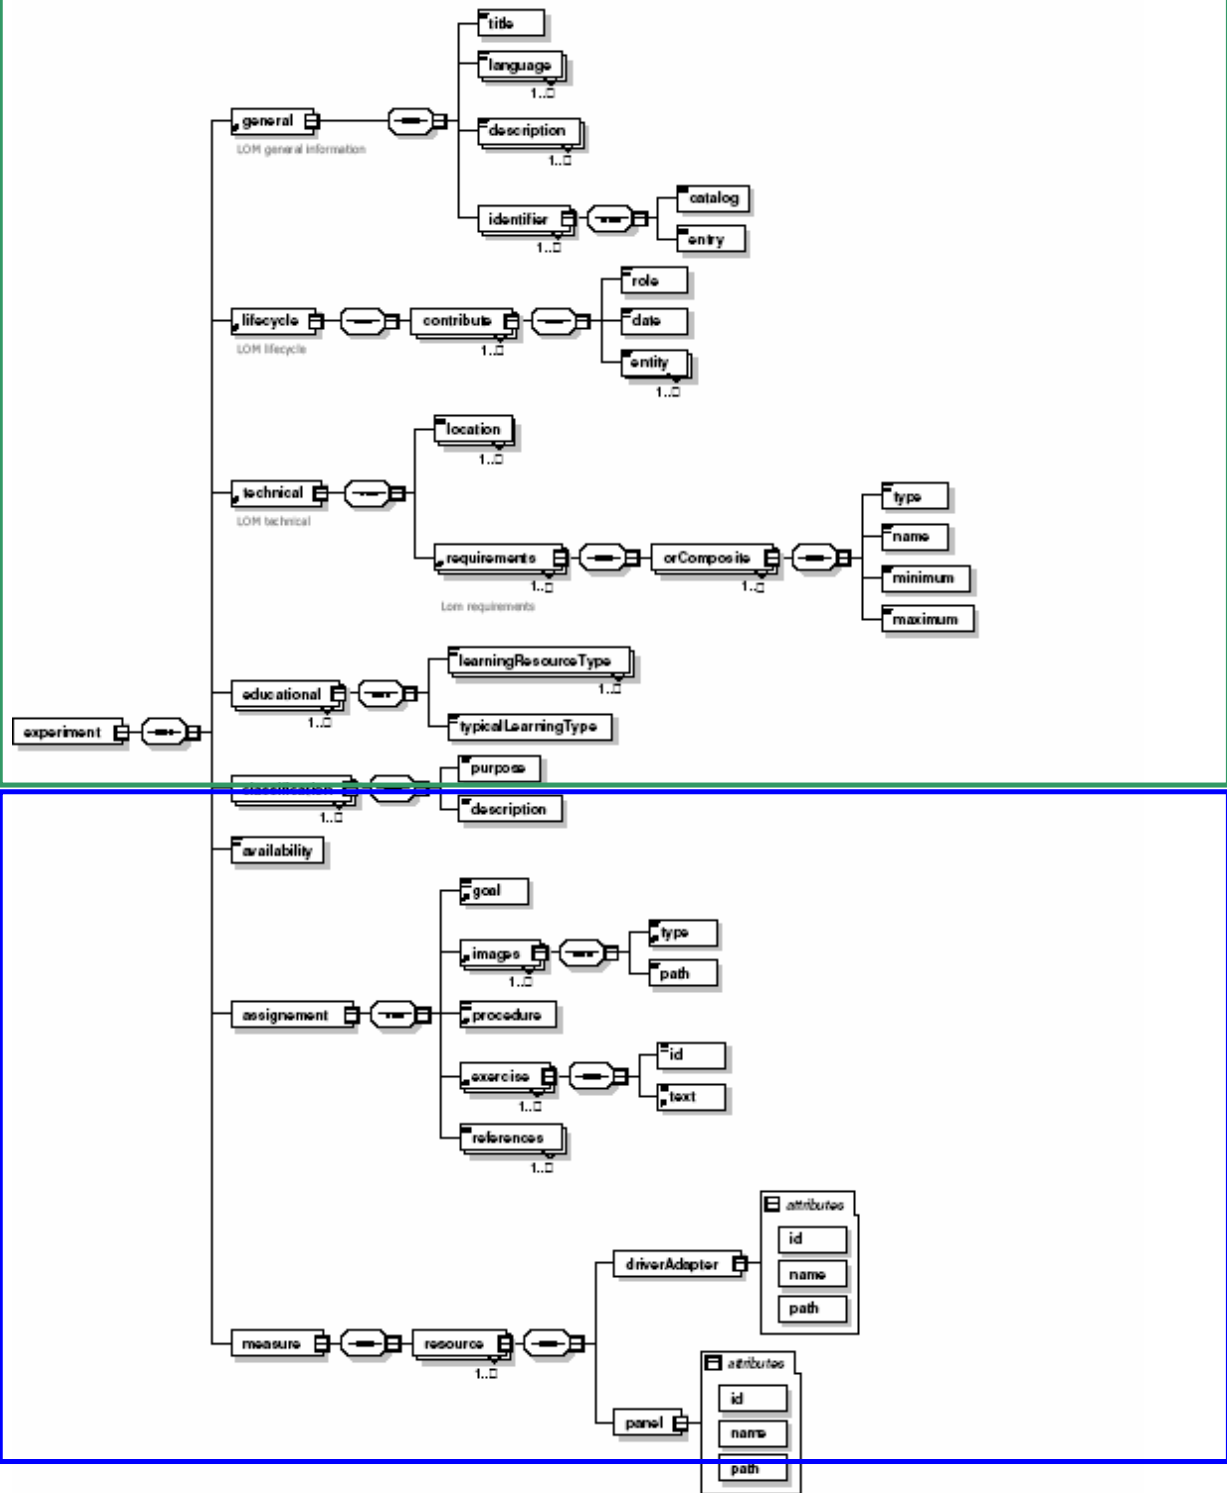 title
language
1..□
general
description
LOM general information
1..□
catalog
identifier
entry
1..□
role
lifecycle
contribute
date
LOM lifecycle
1..□
entity
1..□
location
1..□
technical
type
LOM technical
name
requirements
orComposite
1..□
1..□
minimum
Lom requirements
maximum
learningResourceType
educational
1..□
1..□
typicalLearningType
experiment
purpose
classification
description
1..□
availability
goal
type
images
path
1..□
assignement
procedure
id
exercise
text
1..□
references
1..□
attributes
id
driverAdapter
name
path
measure
resource
1..□
attributes
id
panel
name
path